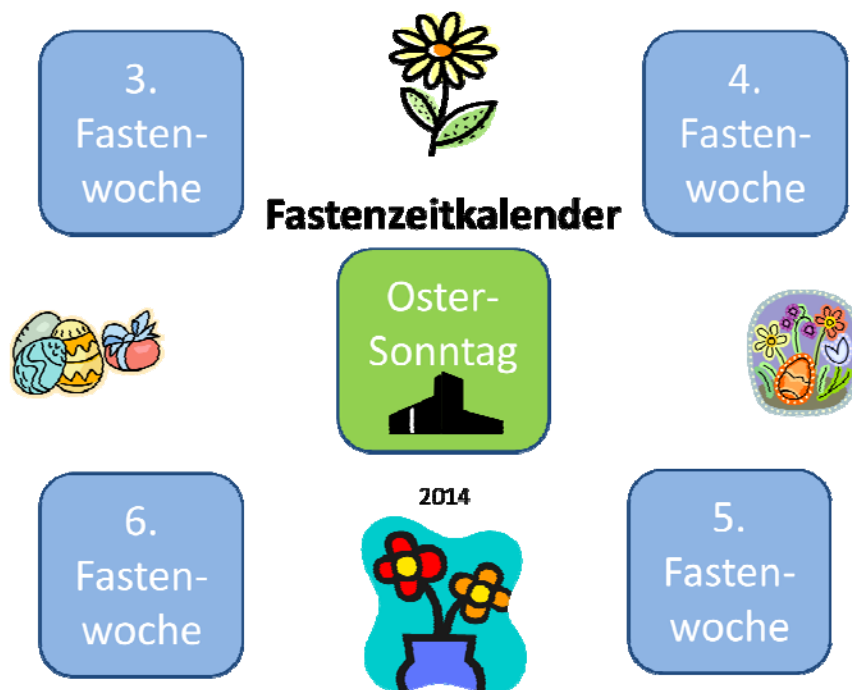 3.
Fasten-
woche
4.
Fasten-
woche
Fastenzeitkalender
Oster-
Sonntag
2014
6.
Fasten-
woche
5.
Fasten-
woche